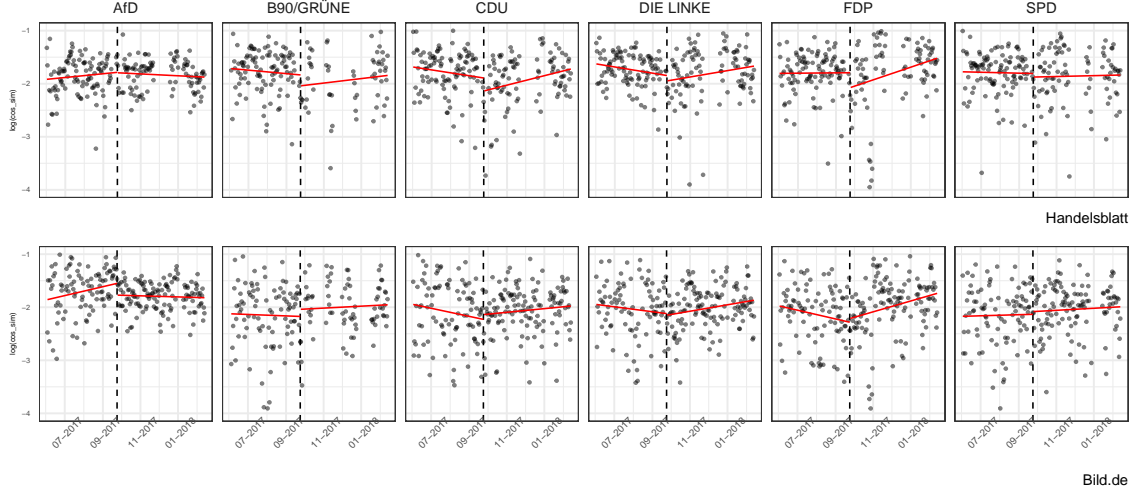 AfD B90/GRÜNE CDU DIE LINKE FDP SPD
−1
−2
−3
−4
log(cos_sim)
Handelsblatt
−1
−2
−3
−4
log(cos_sim)
07−2017 09−2017 11−2017 01−2018 07−2017 09−2017 11−2017 01−2018 07−2017 09−2017 11−2017 01−2018 07−2017 09−2017 11−2017 01−2018 07−2017 09−2017 11−2017 01−2018 07−2017 09−2017 11−2017 01−2018
Bild.de